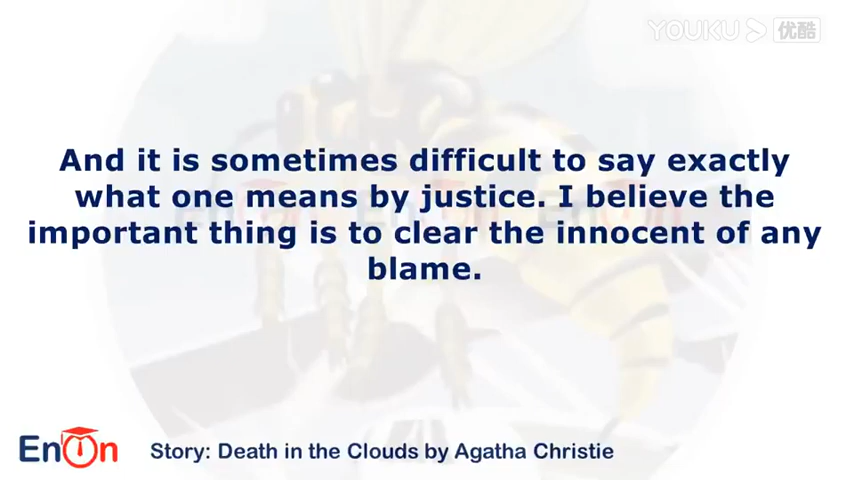 YOUKU 优酷
And it is sometimes difficult to say exactly
what one means by justice. I believe the
important thing is to clear the innocent of any
blame.
EnOn
Story: Death in the Clouds by Agatha Christie